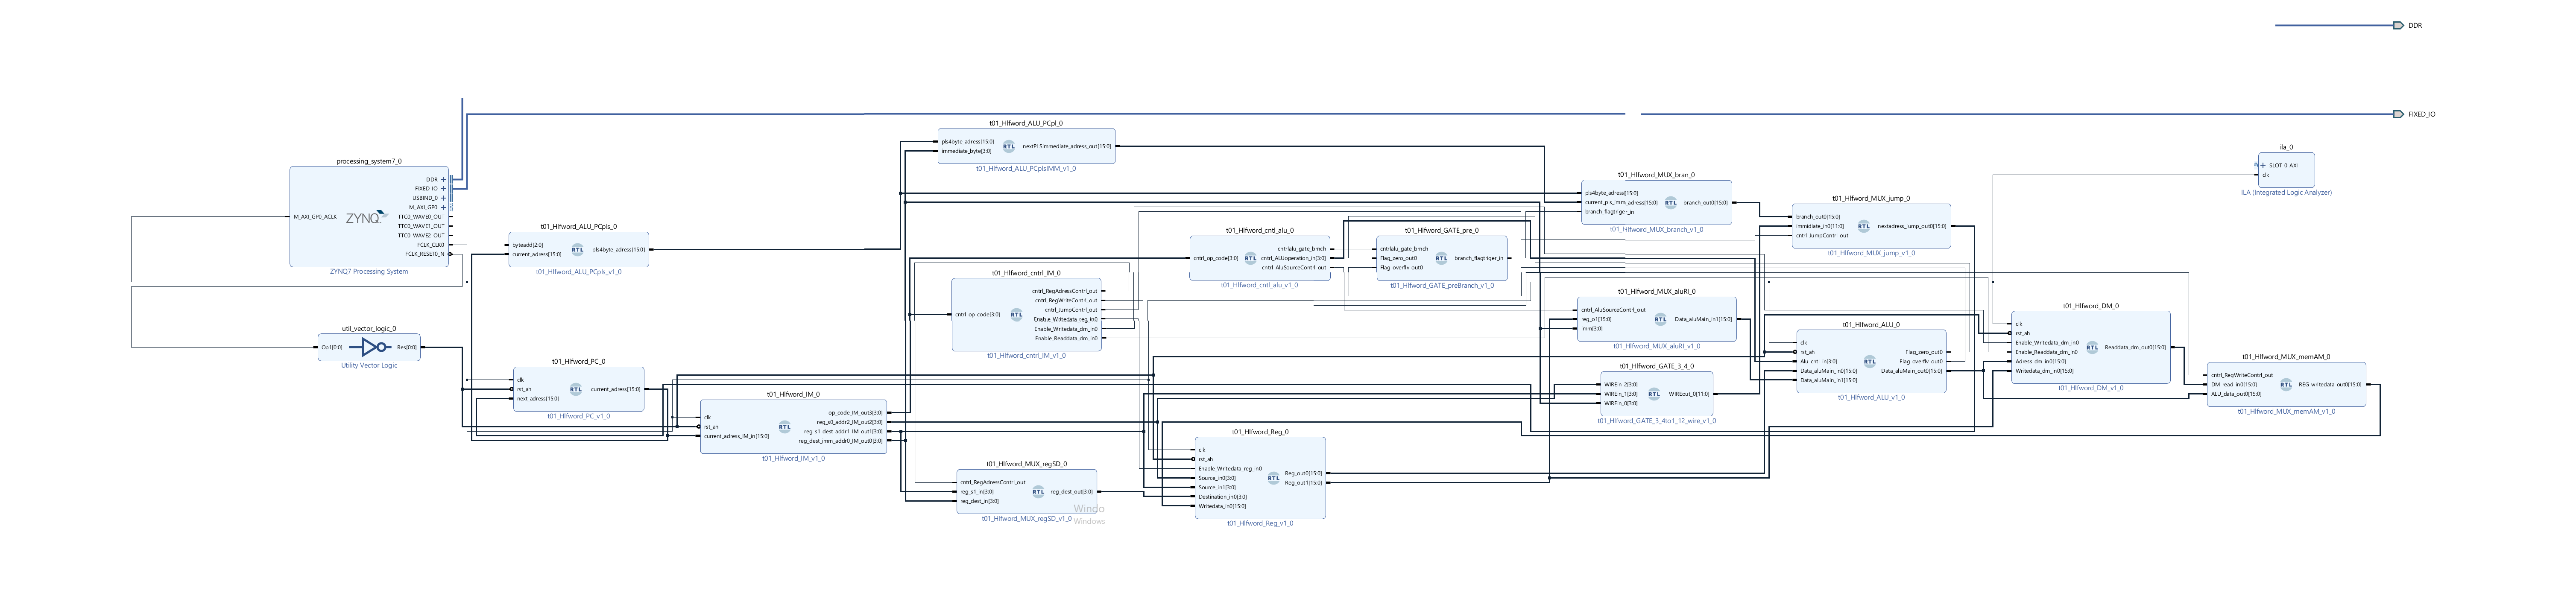 DDR
FIXED_IO
processing_system7_0
DDR
FIXED_IO
USBIND_0
M_AXI_GP0
M_AXI_GP0_ACLK
ZYNQ
TTC0_WAVE0_OUT
TTC0_WAVE1_OUT
TTC0_WAVE2_OUT
FCLK_CLK0
FCLK_RESET0_N
ZYNQ7 Processing System
util_vector_logic_0
Op1[0:0]
Res[0:0]
Utility Vector Logic
t01_Hlfword_ALU_PCpls_0
byteadd[2:0]
current_adress[15:0]
RTL
pls4byte_adress[15:0]
t01_Hlfword_ALU_PCpls_v1_0
t01_Hlfword_PC_0
clk
rst_ah
next_adress[15:0]
RTL
current_adress[15:0]
t01_Hlfword_PC_v1_0
t01_Hlfword_IM_0
clk
rst_ah
current_adress_IM_in[15:0]
RTL
op_code_IM_out3[3:0]
reg_s0_addr2_IM_out2[3:0]
reg_s1_dest_addr1_IM_out1[3:0]
reg_dest_imm_addr0_IM_out0[3:0]
t01_Hlfword_IM_v1_0
t01_Hlfword_ALU_PCpl_0
pls4byte_adress[15:0]
immediate_byte[3:0]
RTL
nextPLSimmediate_adress_out[15:0]
t01_Hlfword_ALU_PCplsIMM_v1_0
t01_Hlfword_cntrl_IM_0
cntrl_op_code[3:0]
RTL
cntrl_RegAdressContrl_out
cntrl_RegWriteContrl_out
cntrl_JumpContrl_out
Enable_Writedata_reg_in0
Enable_Writedata_dm_in0
Enable_Readdata_dm_in0
t01_Hlfword_cntrl_IM_v1_0
t01_Hlfword_MUX_regSD_0
cntrl_RegAdressContrl_out
reg_s1_in[3:0]
reg_dest_in[3:0]
RTL
reg_dest_out[3:0]
t01_Hlfword_MUX_regSD_v1_0
Windo
Windows
t01_Hlfword_cntl_alu_0
cntrl_op_code[3:0]
RTL
cntrlalu_gate_brnch
cntrl_ALUoperation_in[3:0]
cntrl_AluSourceContrl_out
t01_Hlfword_cntl_alu_v1_0
t01_Hlfword_GATE_pre_0
cntrlalu_gate_brnch
Flag_zero_out0
Flag_overflv_out0
RTL
branch_flagtriger_in
t01_Hlfword_GATE_preBranch_v1_0
t01_Hlfword_Reg_0
clk
rst_ah
Enable_Writedata_reg_in0
Source_in0[3:0]
Source_in1[3:0]
Destination_in0[3:0]
Writedata_in0[15:0]
RTL
Reg_out0[15:0]
Reg_out1[15:0]
t01_Hlfword_Reg_v1_0
t01_Hlfword_MUX_bran_0
pls4byte_adress[15:0]
current_pls_imm_adress[15:0]
branch_flagtriger_in
RTL
branch_out0[15:0]
t01_Hlfword_MUX_branch_v1_0
t01_Hlfword_MUX_aluRI_0
cntrl_AluSourceContrl_out
reg_o1[15:0]
imm[3:0]
RTL
Data_aluMain_in1[15:0]
t01_Hlfword_MUX_aluRI_v1_0
t01_Hlfword_GATE_3_4_0
WIREin_2[3:0]
WIREin_1[3:0]
WIREin_0[3:0]
RTL
WIREout_0[11:0]
t01_Hlfword_GATE_3_4to1_12_wire_v1_0
t01_Hlfword_MUX_jump_0
branch_out0[15:0]
immidiate_in0[11:0]
cntrl_JumpContrl_out
RTL
nextadress_jump_out0[15:0]
t01_Hlfword_MUX_jump_v1_0
t01_Hlfword_ALU_0
clk
rst_ah
Alu_cntl_in[3:0]
Data_aluMain_in0[15:0]
Data_aluMain_in1[15:0]
RTL
Flag_zero_out0
Flag_overflv_out0
Data_aluMain_out0[15:0]
t01_Hlfword_ALU_v1_0
t01_Hlfword_DM_0
clk
rst_ah
Enable_Writedata_dm_in0
Enable_Readdata_dm_in0
Adress_dm_in0[15:0]
Writedata_dm_in0[15:0]
RTL
Readdata_dm_out0[15:0]
t01_Hlfword_DM_v1_0
ila_0
SLOT_0_AXI
clk
ILA (Integrated Logic Analyzer)
t01_Hlfword_MUX_memAM_0
cntrl_RegWriteContrl_out
DM_read_in0[15:0]
ALU_data_out0[15:0]
RTL
REG_writedata_out0[15:0]
t01_Hlfword_MUX_memAM_v1_0